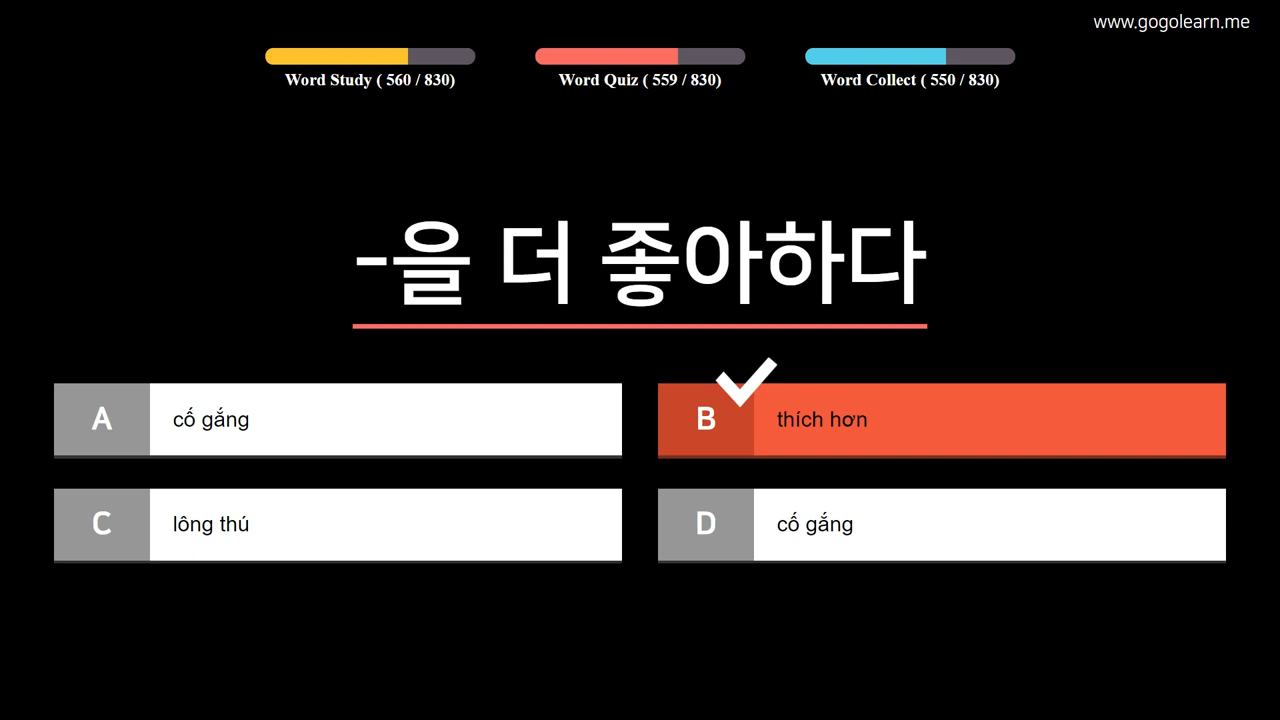 www.gogolearn.me
Word Study ( 560 / 830)
Word Quiz ( 559 / 830)
Word Collect ( 550 / 830)
-을 더 좋아하다
A cố gắng
B thích hơn
C lông thú
D cố gắng